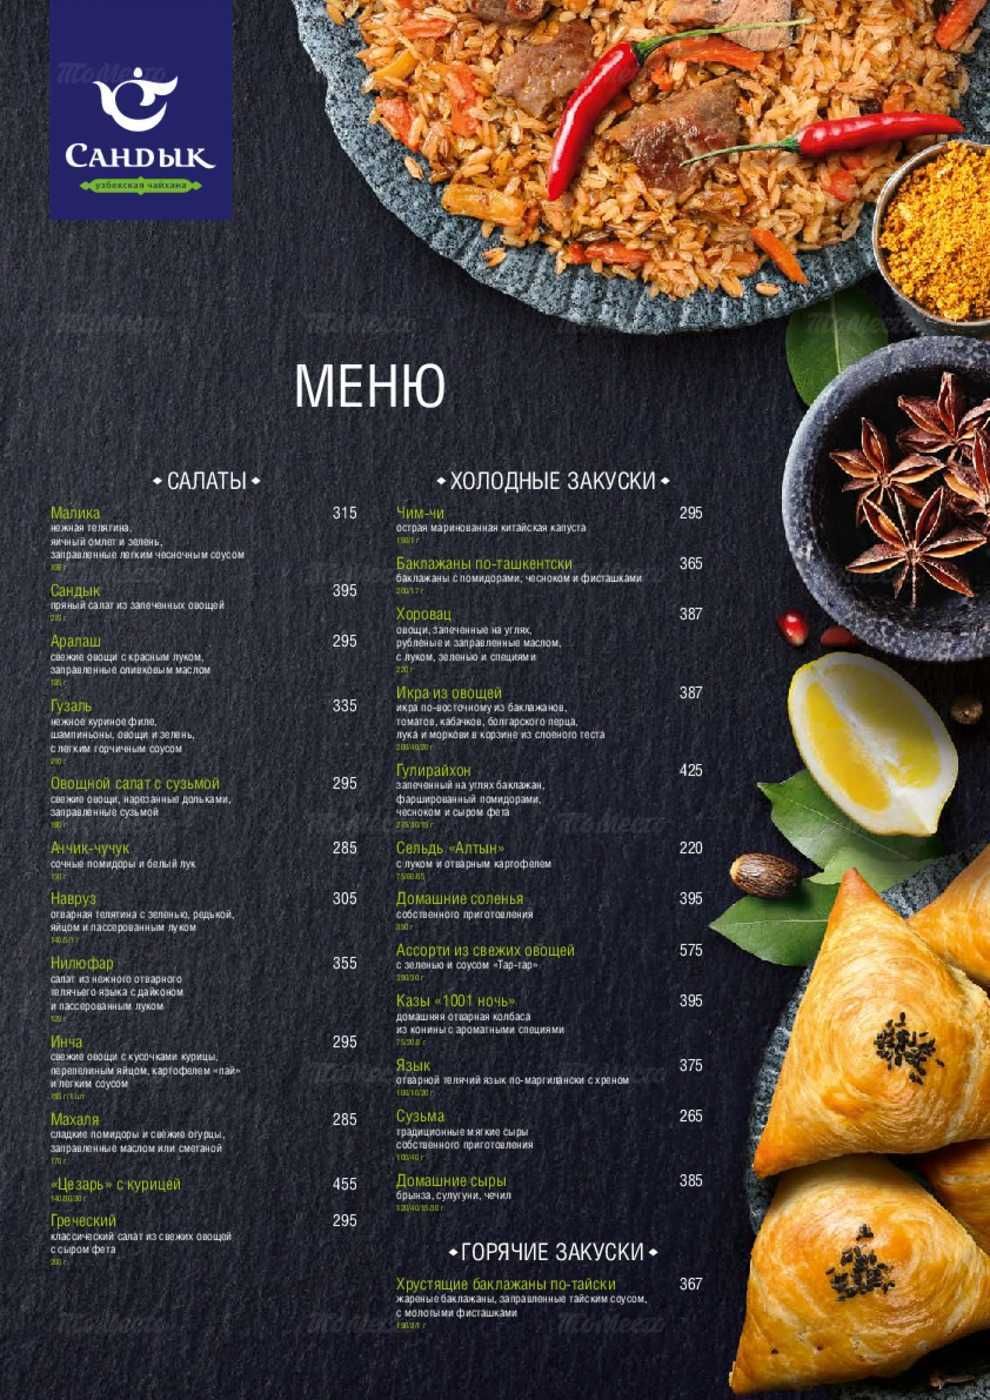 Сандык
узбекская чайхана
МЕНЮ
САЛАТЫ
Малика 315
нежная телятина,
яичный омлет и зелень,
заправленные легким чесночным соусом
Сандык 395
пряный салат из запеченных овощей
Аралаш 295
свежие овощи с красным луком,
заправленные оливковым маслом
Гузаль 335
нежное куриное филе,
шампиньоны, овощи и зелень,
с легким горчичным соусом
Овощной салат с сузьмой 295
свежие овощи, нарезанные дольками,
заправленные сузьмой
Аччик-чучук 285
сочные помидоры и белый лук
Навруз 305
отварная телятина с зеленью, редькой,
яйцом и пассерованным луком
Нилюфар 355
салат из нежного отварного
телячьего языка с дайконом
и пассерованным луком
Инча 295
свежие овощи с кусочками курицы,
перепелиным яйцом, картофелем «пай»
и легким соусом
Махаля 285
сладкие помидоры и свежие огурцы,
заправленные маслом или сметаной
170 г
«Цезарь» с курицей 455
Греческий 295
классический салат из свежих овощей
с сыром фета
ХОЛОДНЫЕ ЗАКУСКИ
Чим-чи 295
острая маринованная китайская капуста
Баклажаны по-ташкентски 365
баклажаны с помидорами, чесноком и фисташками
Хоровац 387
овощи, запеченные на углях,
рубленые и заправленные маслом,
с луком, зеленью и специями
Икра из овощей 387
икра по-восточному из баклажанов,
томатов, кабачков, болгарского перца,
лука и моркови в корзине из слоеного теста
Гулирайхон 425
запеченный на углях баклажан,
фаршированный помидорами,
чесноком и сыром фета
Сельдь «Алтын» 220
с луком и отварным картофелем
Домашние соленья 395
собственного приготовления
Ассорти из свежих овощей 575
с зеленью и соусом «Тар-тар»
Казы «1001 ночь» 395
домашняя отварная колбаса
из конины с ароматными специями
Язык 375
отварной телячий язык по-маргилански с хреном
Сузьма 265
традиционные мягкие сыры
собственного приготовления
Домашние сыры 385
брынза, сулугуни, чечил
ГОРЯЧИЕ ЗАКУСКИ
Хрустящие баклажаны по-тайски 367
жареные баклажаны, заправленные тайским соусом,
с молотыми фисташками